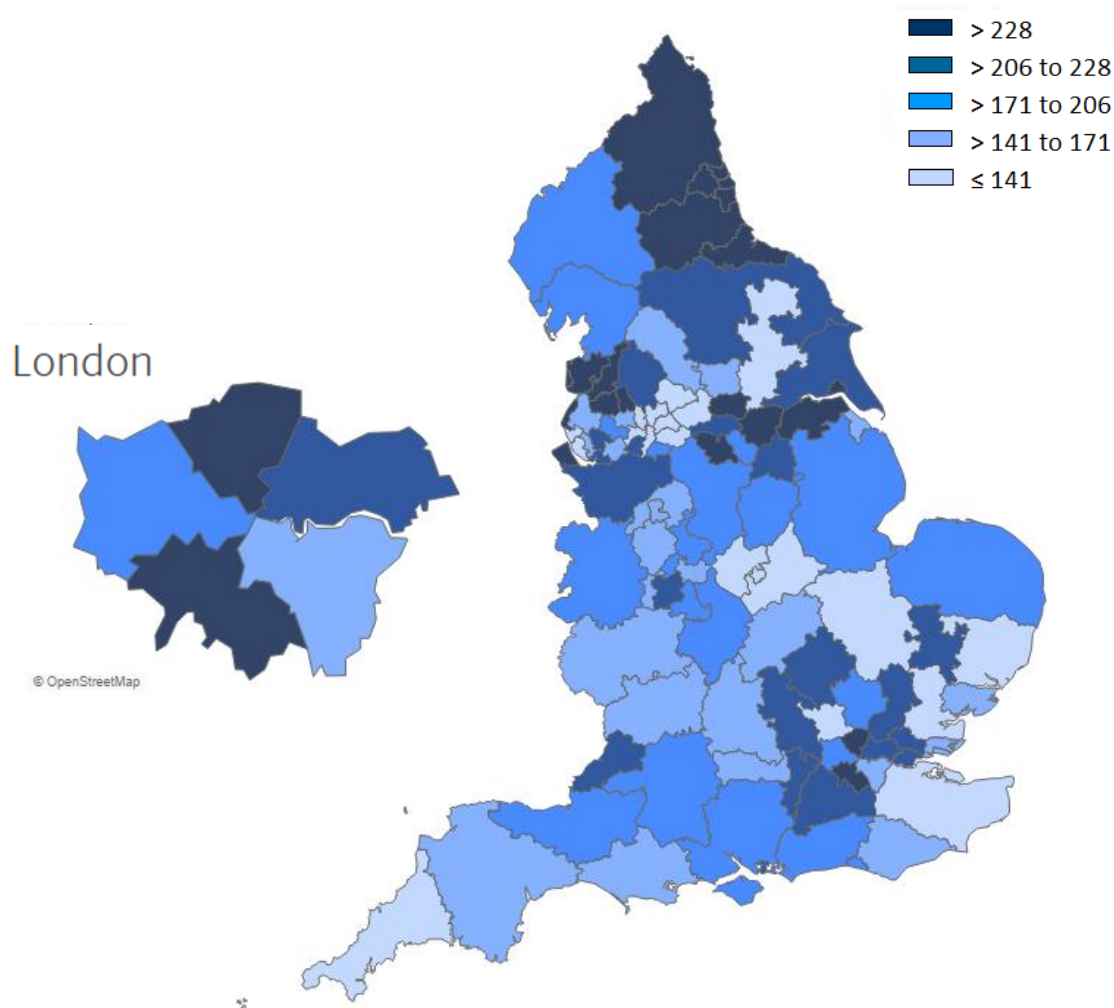 > 228
> 206 to 228
> 171 to 206
> 141 to 171
≤ 141
London
© OpenStreetMap